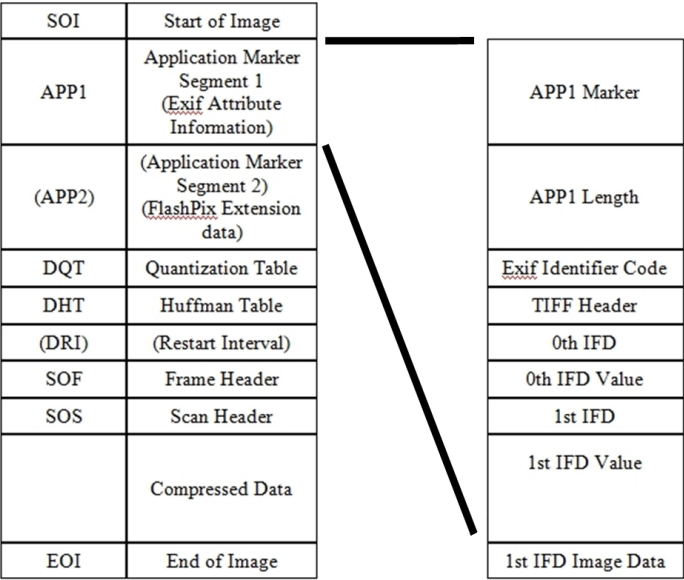 SOI Start of Image
APP1 Application Marker
Segment 1
(Exif Attribute
Information)
(APP2) (Application Marker
Segment 2)
(FlashPix Extension
data)
DQT Quantization Table
DHT Huffman Table
(DRI) (Restart Interval)
SOF Frame Header
SOS Scan Header
Compressed Data
EOI End of Image
APP1 Marker
APP1 Length
Exif Identifier Code
TIFF Header
0th IFD
0th IFD Value
1st IFD
1st IFD Value
1st IFD Image Data